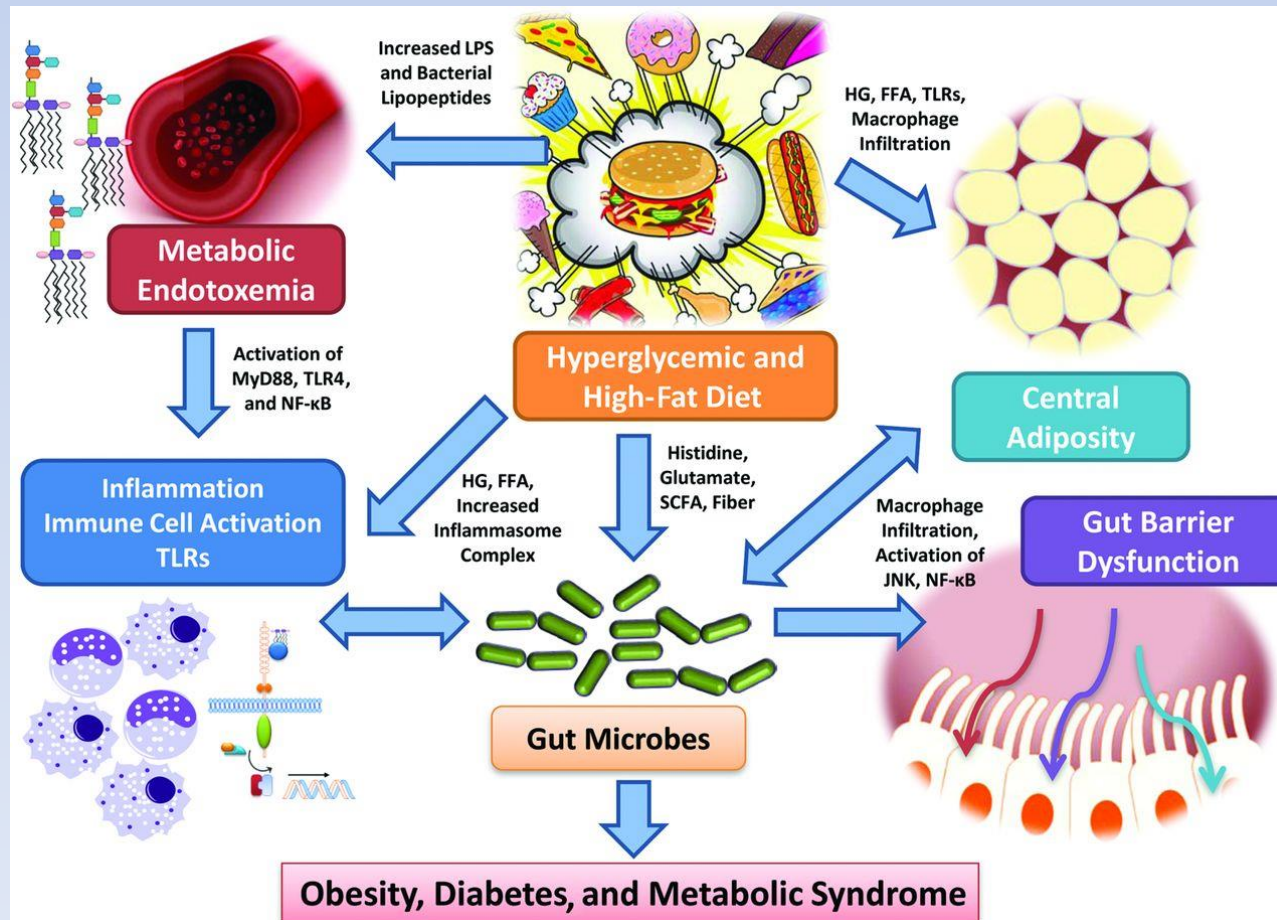 Increased LPS
and Bacterial
Lipopeptides
HG, FFA, TLRs,
Macrophage
Infiltration
Metabolic
Endotoxemia
Hyperglycemic and
High-Fat Diet
Central
Adiposity
Activation of
MyD88, TLR4,
and NF-κB
Inflammation
Immune Cell Activation
TLRs
HG, FFA,
Increased
Inflammasome
Complex
Histidine,
Glutamate,
SCFA, Fiber
Macrophage
Infiltration,
Activation of
JNK, NF-κB
Gut Barrier
Dysfunction
Gut Microbes
Obesity, Diabetes, and Metabolic Syndrome